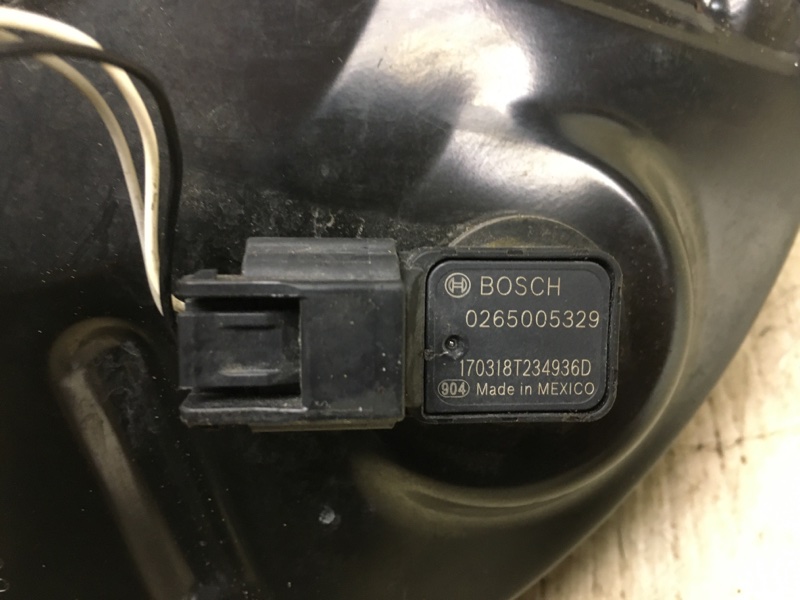 BOSCH
0265005329
170318T234936D
904 Made in MEXICO